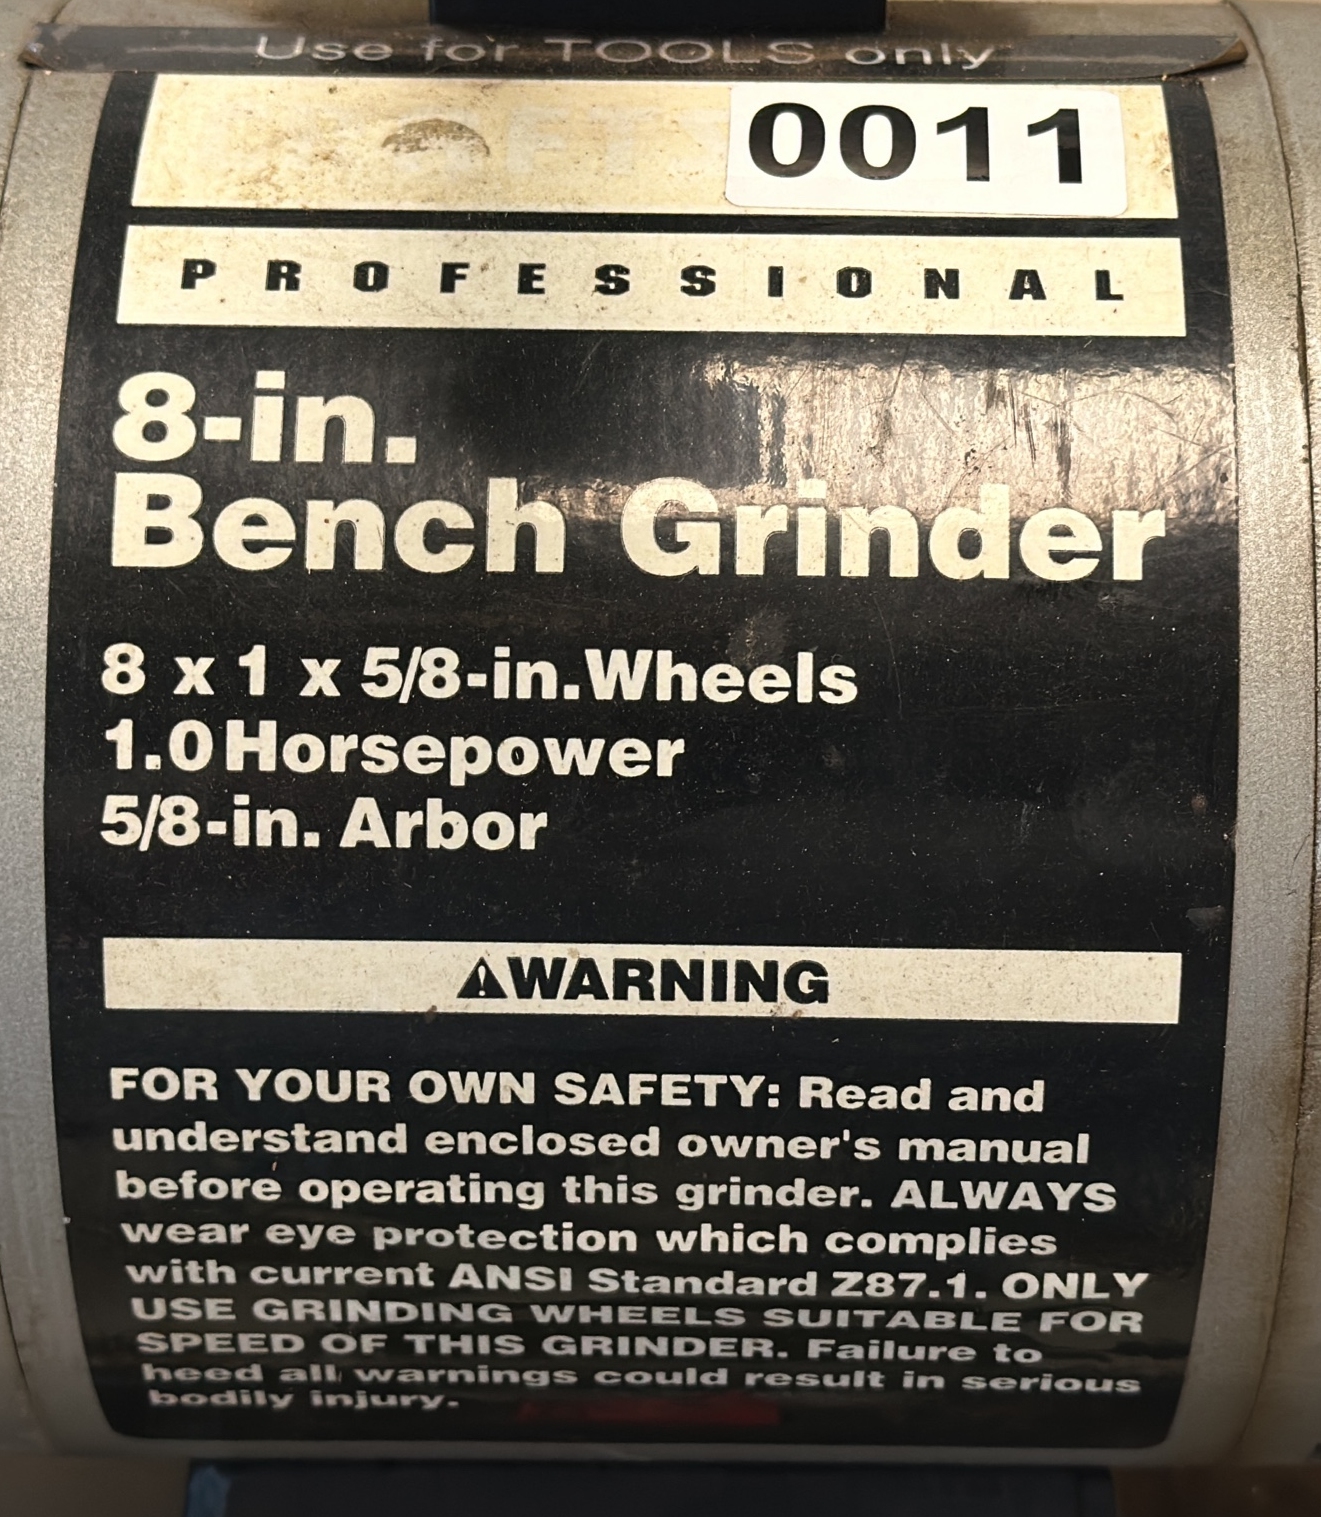 Use for TOOLS only
0011
PROFESSIONAL
8-in.
Bench Grinder
8 x 1 x 5/8-in. Wheels
1.0 Horsepower
5/8-in. Arbor
⚠WARNING
FOR YOUR OWN SAFETY: Read and
understand enclosed owner's manual
before operating this grinder. ALWAYS
wear eye protection which complies
with current ANSI Standard Z87.1. ONLY
USE GRINDING WHEELS SUITABLE FOR
SPEED OF THIS GRINDER. Failure to
heed all warnings could result in serious
bodily injury.